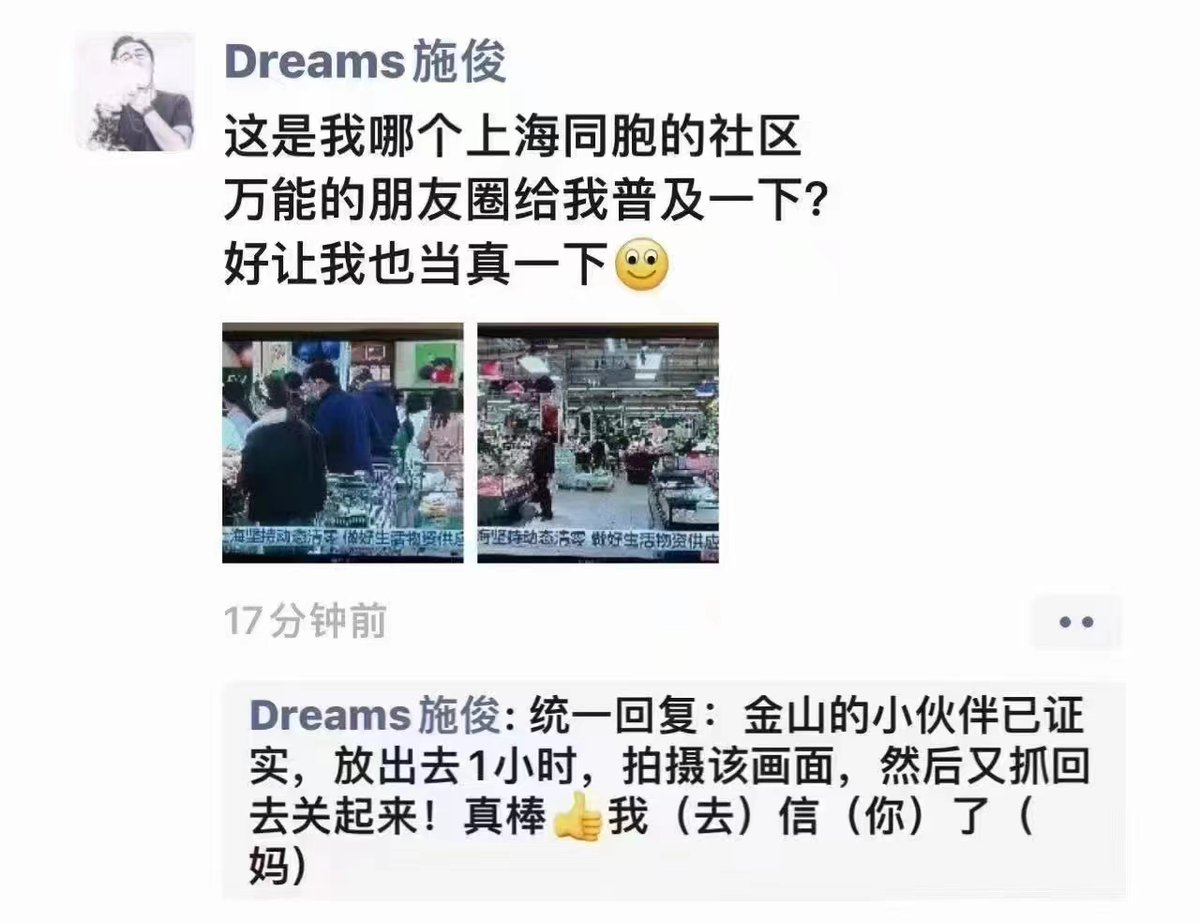 Dreams施俊
这是我哪个上海同胞的社区
万能的朋友圈给我普及一下?
好让我也当真一下
海坚持动态清零 做好生活物资供应
海坚持动态清零 做好生活物资供应
17分钟前
Dreams施俊: 统一回复：金山的小伙伴已证
实，放出去1小时，拍摄该画面，然后又抓回
去关起来！真棒👍我（去）信（你）了（
妈）